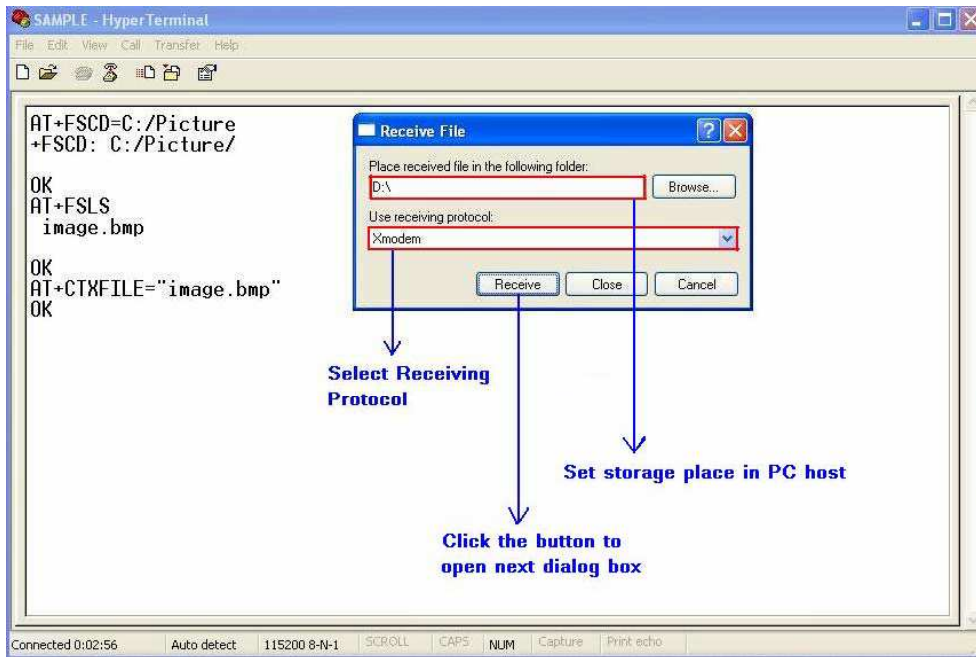 SAMPLE - HyperTerminal
File Edit View Call Transfer Help
AT+FSCD=C:/Picture
+FSCD: C:/Picture/
OK
AT+FSLS
image.bmp
OK
AT+CTXFILE="image.bmp"
OK
Receive File
Place received file in the following folder:
D:\
Browse...
Use receiving protocol:
Xmodem
Receive Close Cancel
Select Receiving
Protocol
Set storage place in PC host
Click the button to
open next dialog box
Connected 0:02:56 Auto detect 115200 8-N-1 SCROLL CAPS NUM Capture Print echo